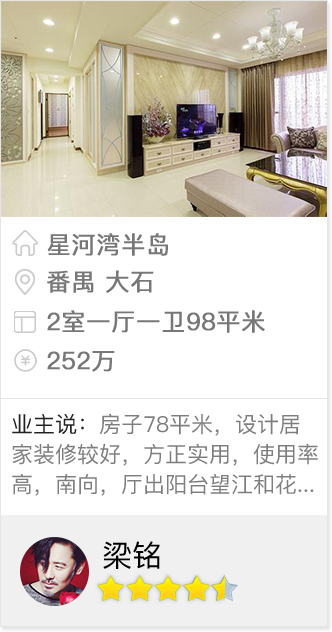 星河湾半岛
番禺 大石
2室一厅一卫98平米
¥ 252万
业主说：房子78平米，设计居
家装修较好，方正实用，使用率
高，南向，厅出阳台望江和花...
梁铭